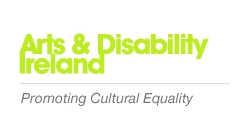 Arts & Disability
Ireland
Promoting Cultural Equality